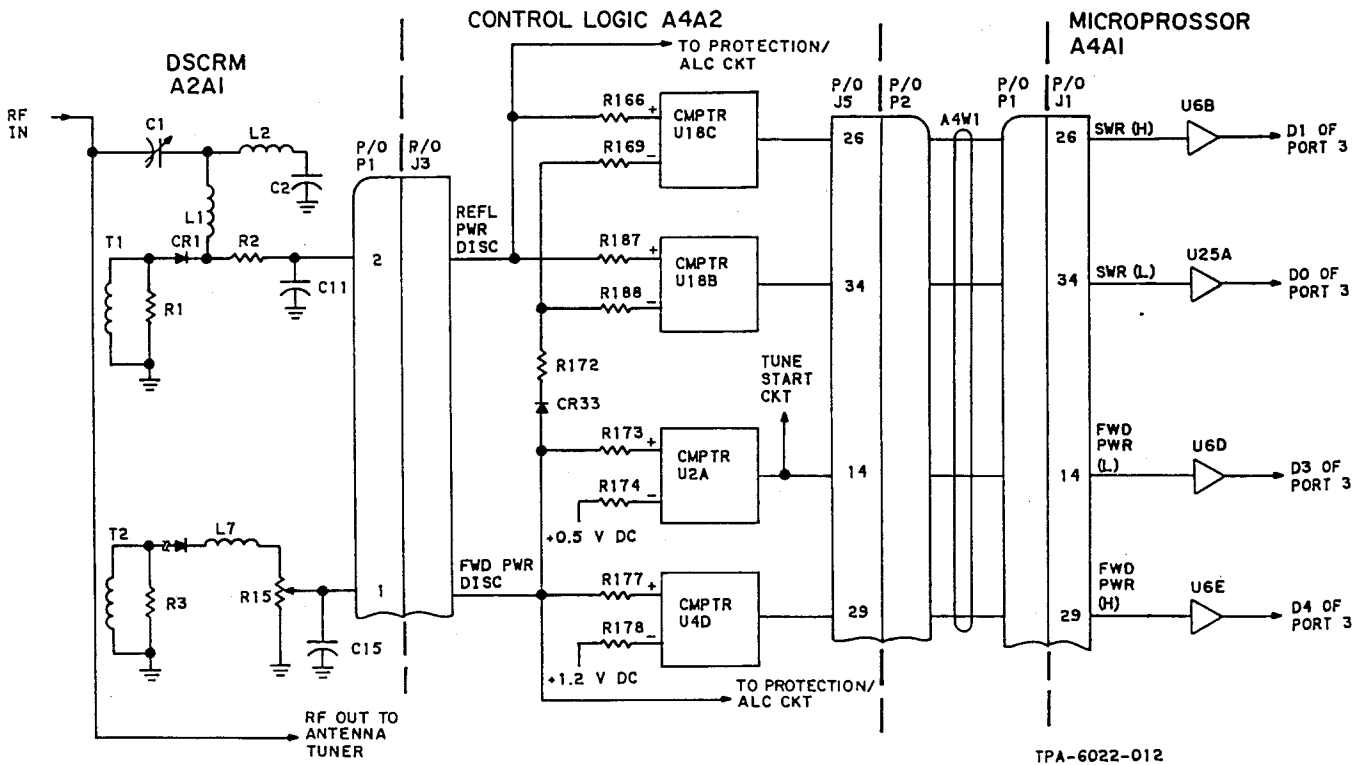 CONTROL LOGIC A4A2
MICROPROSSOR
A4A1
DSCRM
A2A1
TO PROTECTION/
ALC CKT
RF
IN
C1
L2
C2
L1
T1
CR1
R2
R1
C11
P/O
P1
P/O
J3
2
REFL
PWR
DISC
R166
+
R169
-
CMPTR
U18C
R187
+
R188
-
CMPTR
U18B
R172
CR33
TUNE
START
CKT
R173
+
R174
-
+0.5 V DC
CMPTR
U2A
T2
L7
R3
R15
C15
1
FWD PWR
DISC
R177
+
R178
-
+1.2 V DC
CMPTR
U4D
TO PROTECTION/
ALC CKT
RF OUT TO
ANTENNA
TUNER
P/O
J5
P/O
P2
26
34
14
29
A4W1
P/O
P1
P/O
J1
26
SWR (H)
U6B
D1 OF
PORT 3
34
SWR (L)
U25A
D0 OF
PORT 3
14
FWD
PWR
(L)
U6D
D3 OF
PORT 3
29
FWD
PWR
(H)
U6E
D4 OF
PORT 3
TPA-6022-012